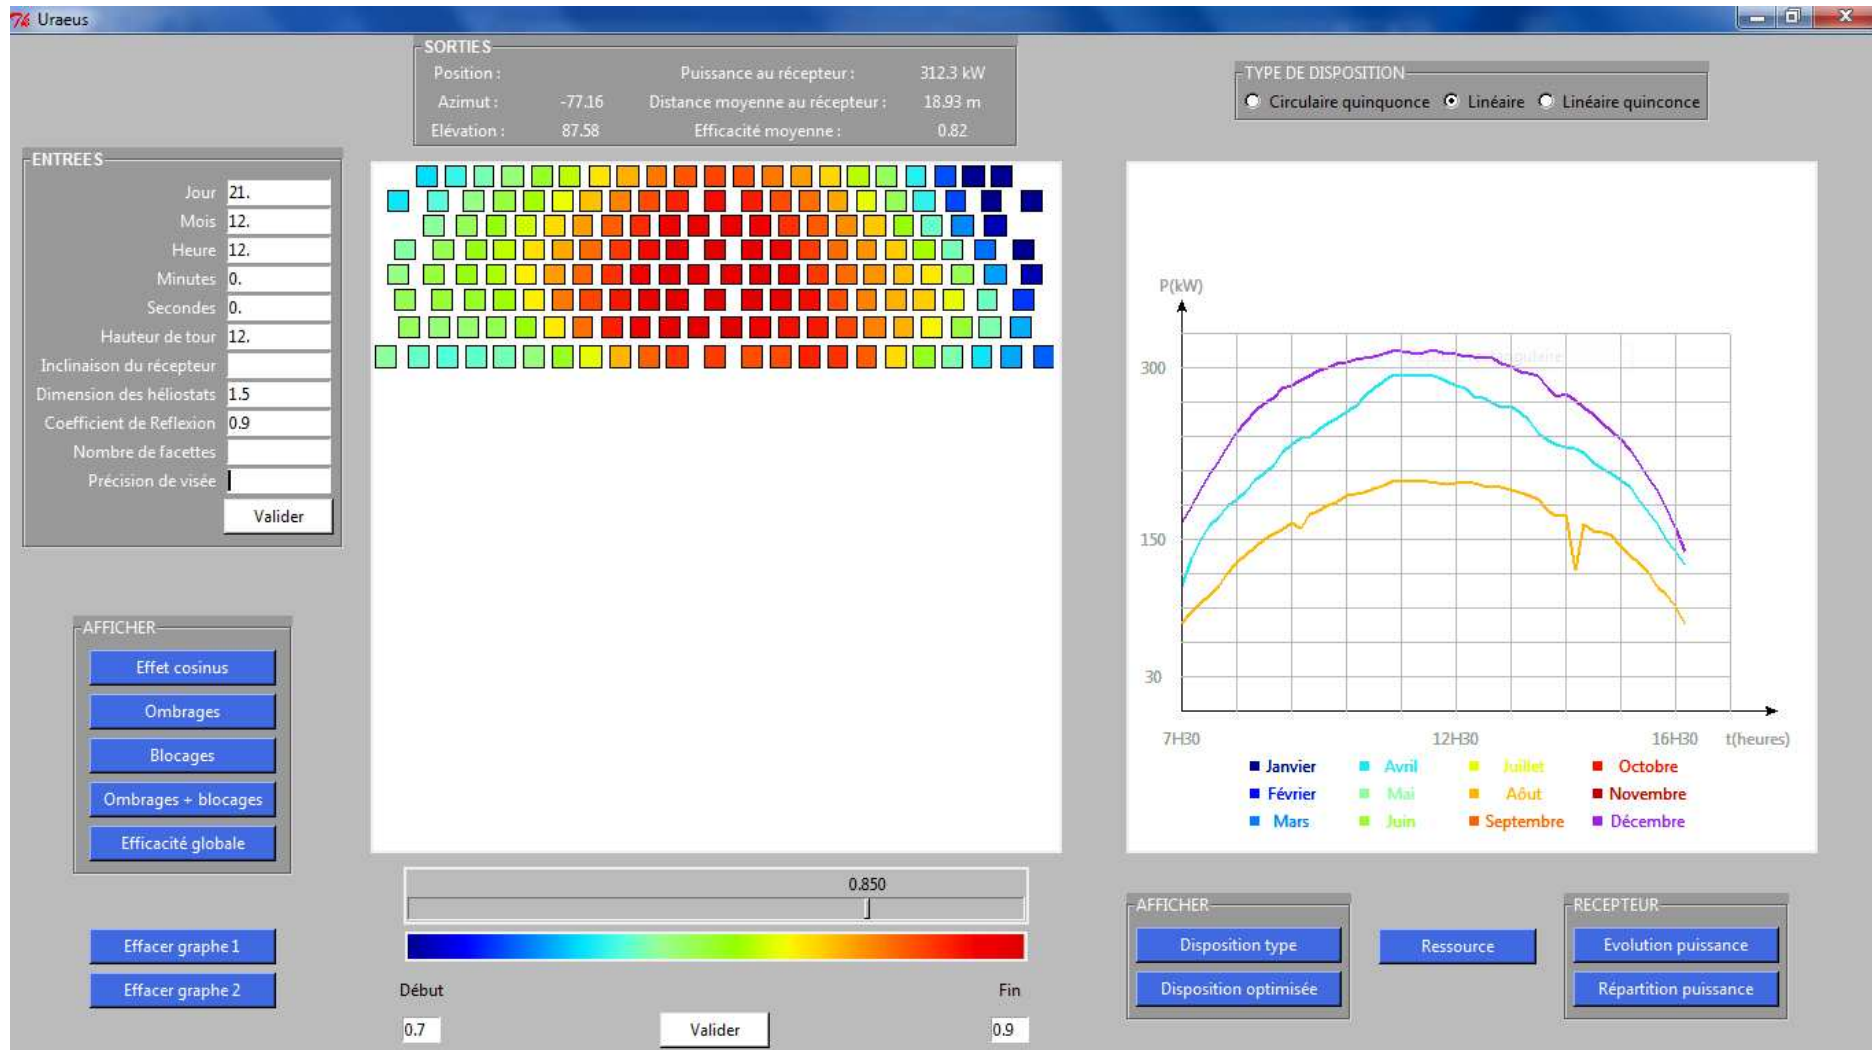 Uraeus
SORTIES
Position :
Puissance au récepteur : 312.3 kW
Azimut : -77.16 Distance moyenne au récepteur : 18.93 m
Elévation : 87.58 Efficacité moyenne : 0.82
TYPE DE DISPOSITION
Circulaire quinquonce Linéaire Linéaire quinconce
ENTREES
Jour 21.
Mois 12.
Heure 12.
Minutes 0.
Secondes 0.
Hauteur de tour 12.
Inclinaison du récepteur
Dimension des héliostats 1.5
Coefficient de Reflexion 0.9
Nombre de facettes
Précision de visée
Valider
AFFICHER
Effet cosinus
Ombrages
Blocages
Ombrages + blocages
Efficacité globale
Effacer graphe 1
Effacer graphe 2
0.850
Début Fin
0.7 Valider 0.9
P(kW)
300
150
30
7H30 12H30 16H30 t(heures)
Janvier Avril Juillet Octobre
Février Mai Aôut Novembre
Mars Juin Septembre Décembre
AFFICHER
Disposition type
Disposition optimisée
Ressource
RECEPTEUR
Evolution puissance
Répartition puissance